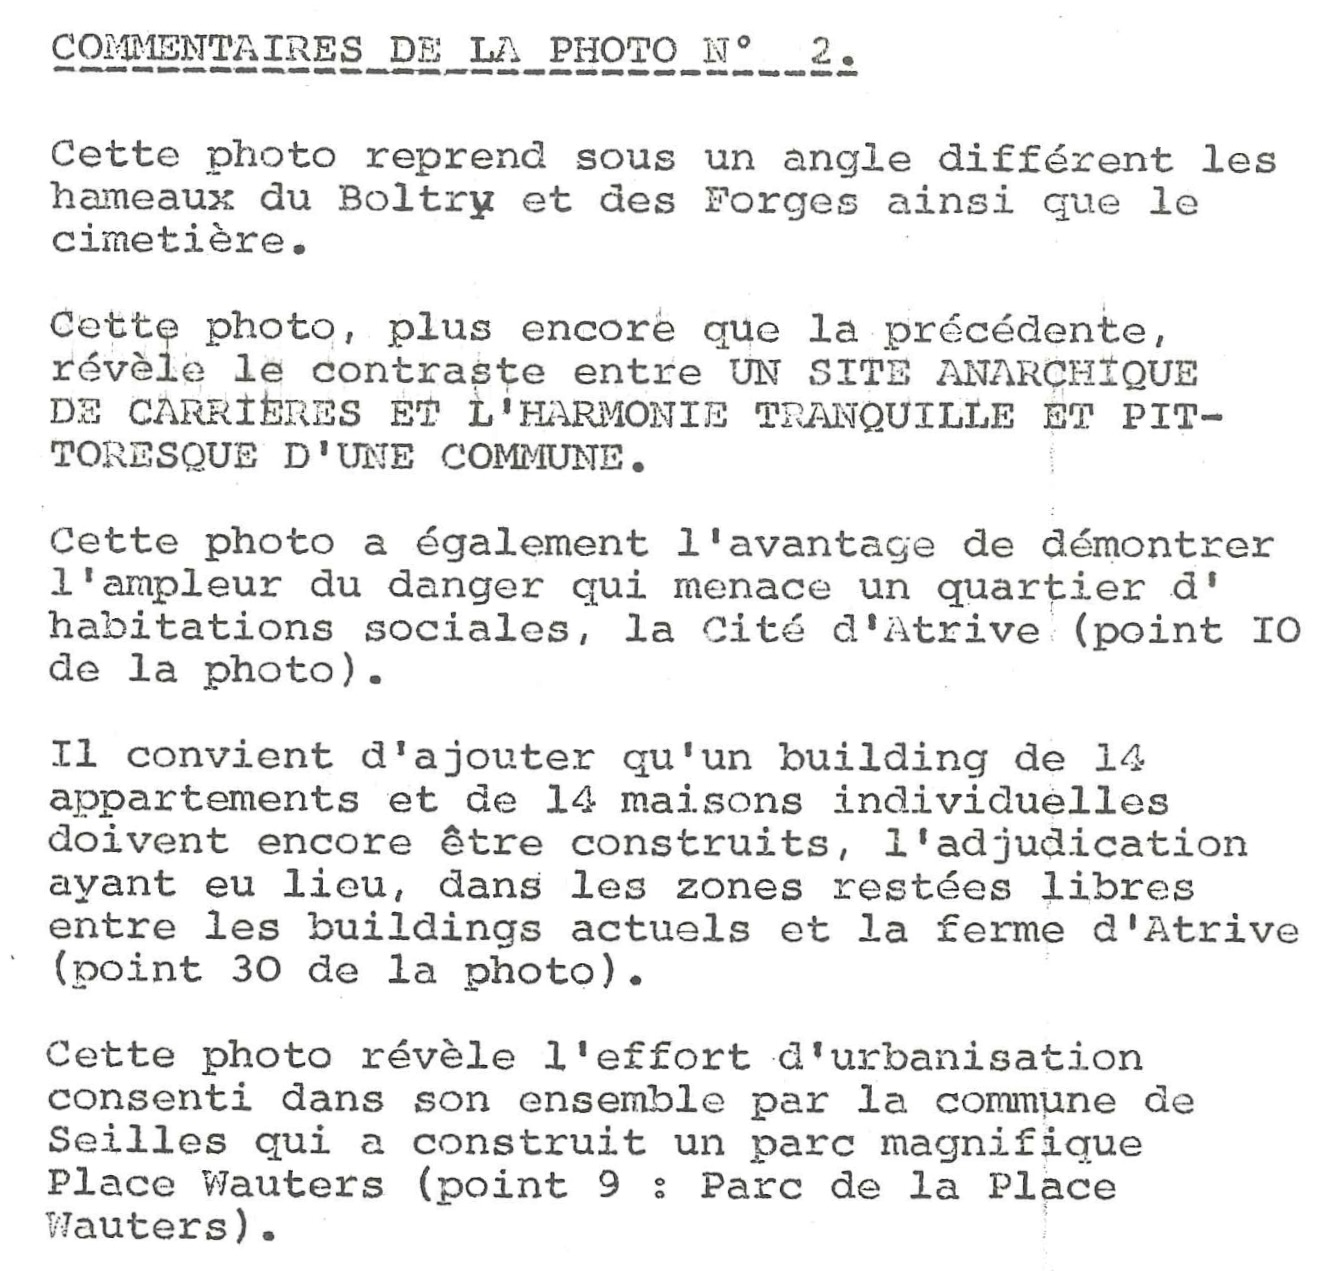 COMMENTAIRES DE LA PHOTO N° 2.
Cette photo reprend sous un angle différent les
hameaux du Boltry et des Forges ainsi que le
cimetière.
Cette photo, plus encore que la précédente,
révèle le contraste entre UN SITE ANARCHIQUE
DE CARRIERES ET L'HARMONIE TRANQUILLE ET PIT-
TORESQUE D'UNE COMMUNE.
Cette photo a également l'avantage de démontrer
l'ampleur du danger qui menace un quartier d'
habitations sociales, la Cité d'Atrive (point IO
de la photo).
Il convient d'ajouter qu'un building de 14
appartements et de 14 maisons individuelles
doivent encore être construits, l'adjudication
ayant eu lieu, dans les zones restées libres
entre les buildings actuels et la ferme d'Atrive
(point 30 de la photo).
Cette photo révèle l'effort d'urbanisation
consenti dans son ensemble par la commune de
Seilles qui a construit un parc magnifique
Place Wauters (point 9 : Parc de la Place
Wauters).